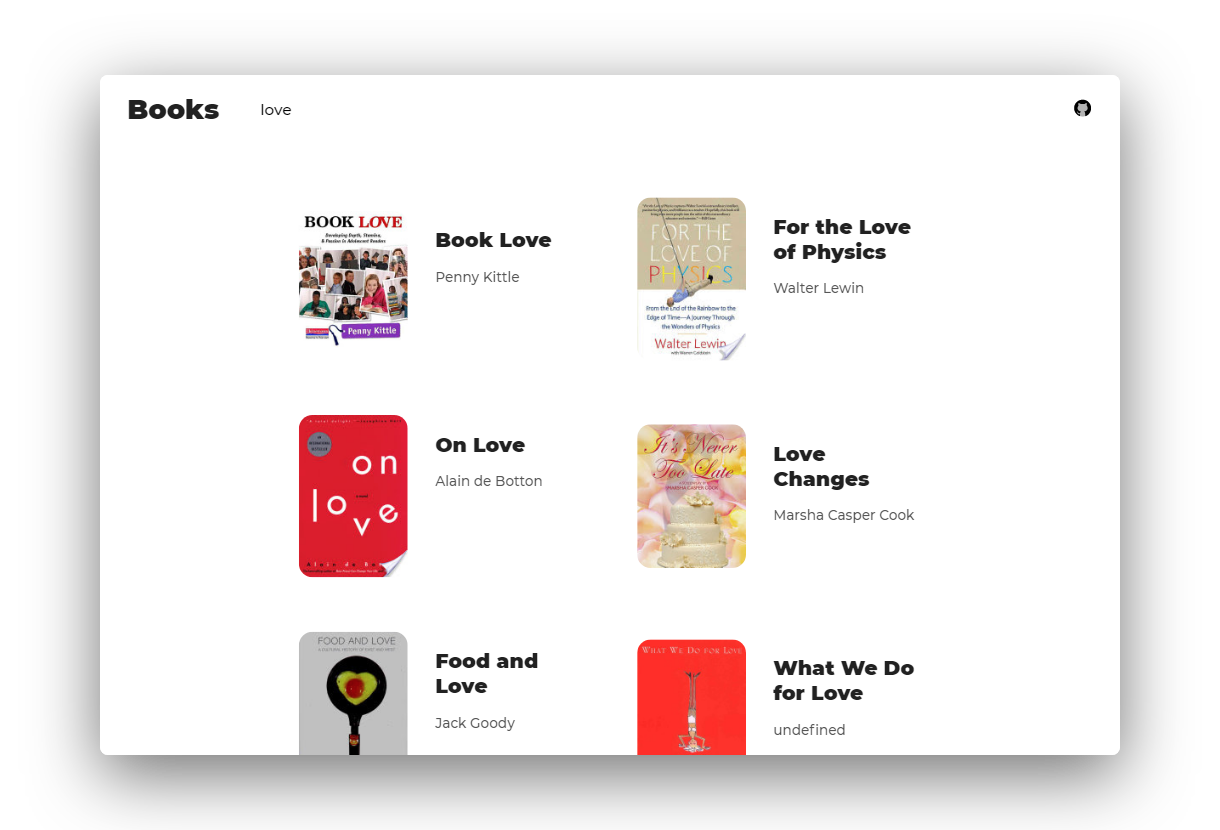 Books
love
BOOK LOVE
Developing Depth, Stamina,
& Passion in Adolescent Readers
Penny Kittle
Book Love
Penny Kittle
FOR THE
LOVE OF
PHYSICS
From the End of the Rainbow to the
Edge of Time—A Journey Through
the Wonders of Physics
Walter Lewin
with Warren Goldstein
For the Love
of Physics
Walter Lewin
on
love
On Love
Alain de Botton
It's Never
Too Late
MARSHA CASPER COOK
Love
Changes
Marsha Casper Cook
FOOD AND LOVE
Food and
Love
Jack Goody
WHAT WE DO FOR LOVE
What We Do
for Love
undefined